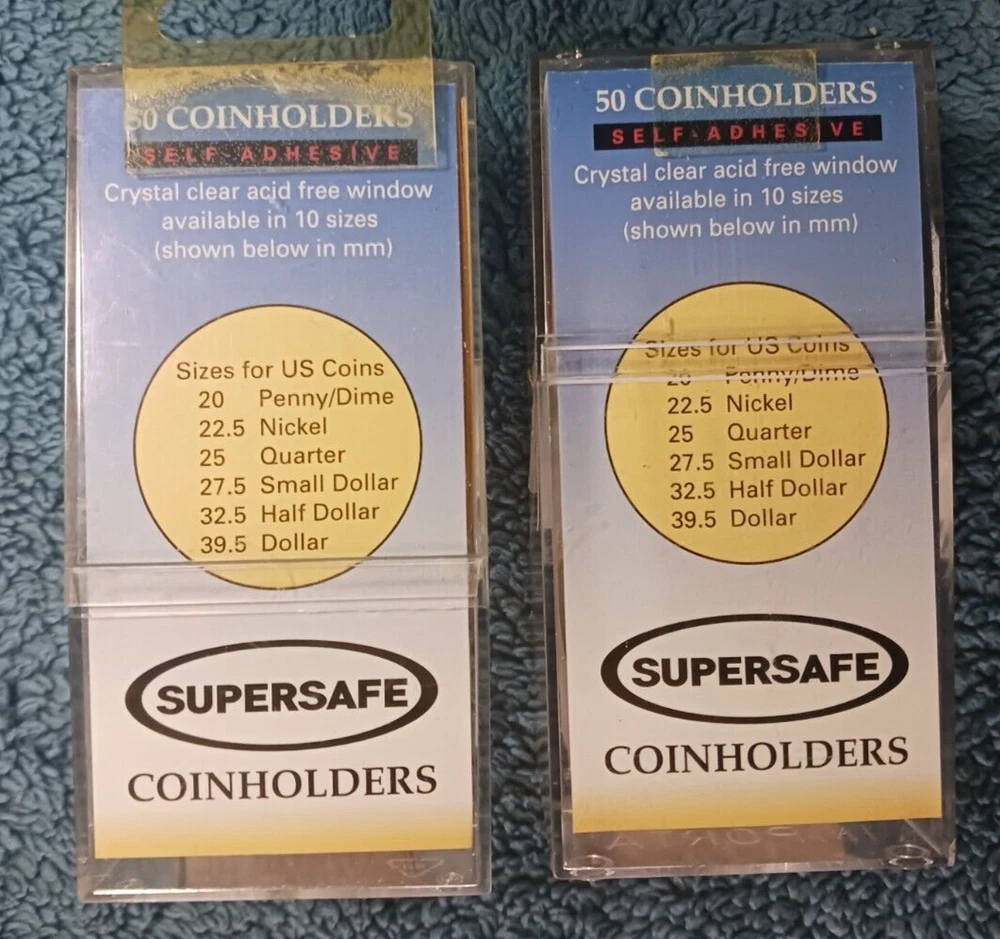 50 COINHOLDERS
SELF-ADHESIVE
Crystal clear acid free window
available in 10 sizes
(shown below in mm)
Sizes for US Coins
20 Penny/Dime
22.5 Nickel
25 Quarter
27.5 Small Dollar
32.5 Half Dollar
39.5 Dollar
SUPERSAFE
COINHOLDERS
50 COINHOLDERS
SELF-ADHESIVE
Crystal clear acid free window
available in 10 sizes
(shown below in mm)
Sizes for US Coins
20 Penny/Dime
22.5 Nickel
25 Quarter
27.5 Small Dollar
32.5 Half Dollar
39.5 Dollar
SUPERSAFE
COINHOLDERS